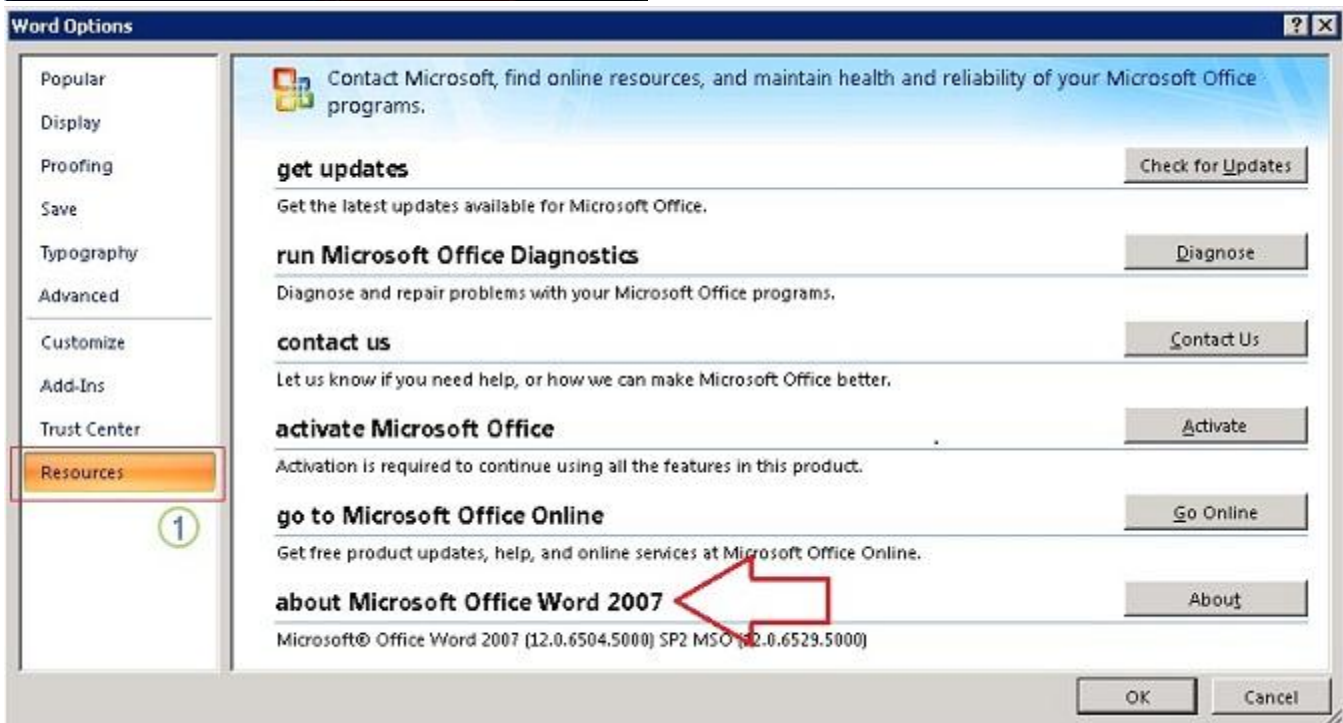 Word Options
Popular
Display
Proofing
Save
Typography
Advanced
Customize
Add-Ins
Trust Center
Resources
1
Contact Microsoft, find online resources, and maintain health and reliability of your Microsoft Office
programs.
get updates
Check for Updates
Get the latest updates available for Microsoft Office.
run Microsoft Office Diagnostics
Diagnose
Diagnose and repair problems with your Microsoft Office programs.
contact us
Contact Us
Let us know if you need help, or how we can make Microsoft Office better.
activate Microsoft Office
Activate
Activation is required to continue using all the features in this product.
go to Microsoft Office Online
Go Online
Get free product updates, help, and online services at Microsoft Office Online.
about Microsoft Office Word 2007
About
Microsoft® Office Word 2007 (12.0.6504.5000) SP2 MSO (12.0.6529.5000)
OK
Cancel